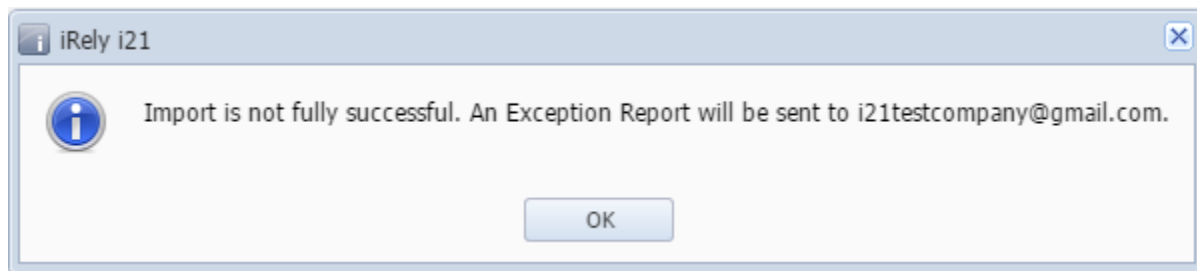 iRely i21
Import is not fully successful. An Exception Report will be sent to i21testcompany@gmail.com.
OK